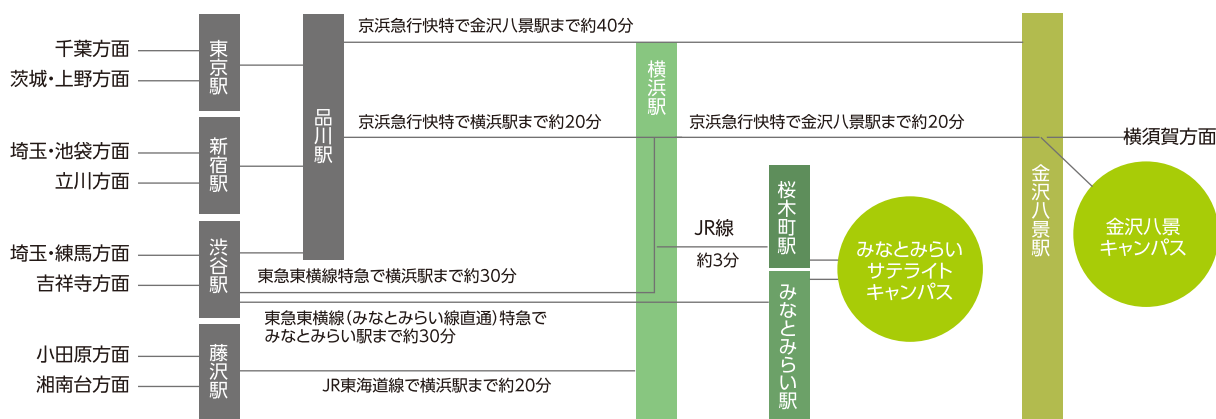 千葉方面
茨城・上野方面
埼玉・池袋方面
立川方面
埼玉・練馬方面
吉祥寺方面
小田原方面
湘南台方面
東京駅
新宿駅
渋谷駅
藤沢駅
品川駅
京浜急行快特で金沢八景駅まで約40分
京浜急行快特で横浜駅まで約20分
東急東横線特急で横浜駅まで約30分
東急東横線(みなとみらい線直通)特急で
みなとみらい駅まで約30分
JR東海道線で横浜駅まで約20分
横浜駅
京浜急行快特で金沢八景駅まで約20分
JR線
約3分
桜木町駅
みなとみらい駅
みなとみらい
サテライト
キャンパス
金沢八景駅
横須賀方面
金沢八景
キャンパス